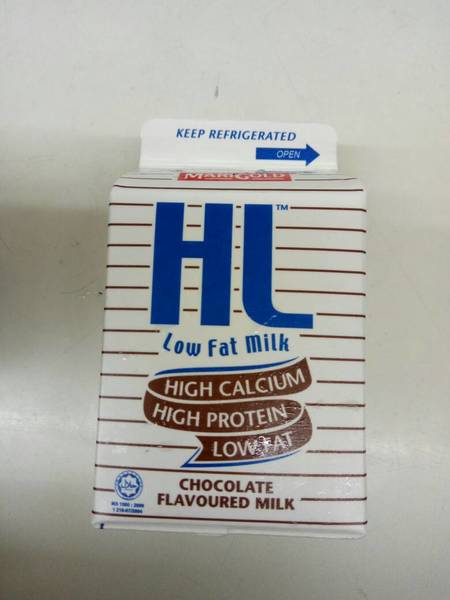 KEEP REFRIGERATED
OPEN
MARIGOLD
HL™
Low Fat Milk
HIGH CALCIUM
HIGH PROTEIN
LOW FAT
CHOCOLATE
FLAVOURED MILK